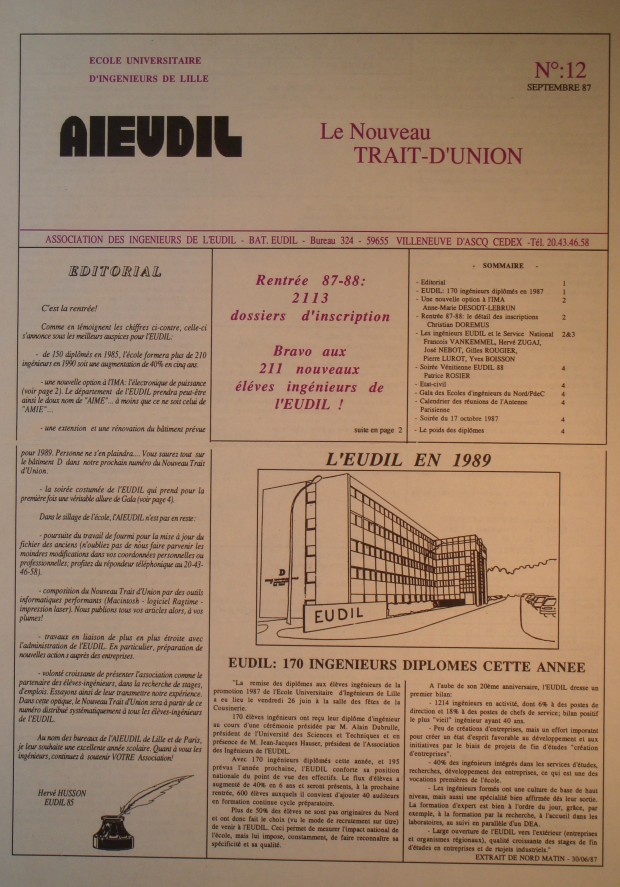 ECOLE UNIVERSITAIRE
D'INGENIEURS DE LILLE
N°:12
SEPTEMBRE 87
AIEUDIL
Le Nouveau
TRAIT-D'UNION
ASSOCIATION DES INGENIEURS DE L'EUDIL - BAT. EUDIL - Bureau 324 - 59655 VILLENEUVE D'ASCQ CEDEX -Tél. 20.43.46.58
EDITORIAL
C'est la rentrée!
Comme en témoignent les chiffres ci-contre, celle-ci
s'annonce sous les meilleurs auspices pour l'EUDIL:
- de 150 diplômés en 1985, l'école formera plus de 210
ingénieurs en 1990 soit une augmentation de 40% en cinq ans.
- une nouvelle option à l'IMA: l'électronique de puissance
(voir page 2). Le département de l'EUDIL prendra peut-être
ainsi le doux nom de "AIME"... à moins que ce ne soit celui de
"AMIE"...
- une extension et une rénovation du bâtiment prévue
Rentrée 87-88:
2113
dossiers d'inscription
Bravo aux
211 nouveaux
éléves ingénieurs de
l'EUDIL !
suite en page 2
- SOMMAIRE -
- Editorial 1
- EUDIL: 170 ingénieurs diplômés en 1987 1
- Une nouvelle option à l'IMA 2
Anne-Marie DESODT-LEBRUN
- Rentrée 87-88: le détail des inscriptions 2
Christian DOREMUS
- Les ingénieurs EUDIL et le Service National 2&3
Francois VANKEMMEL, Hervé ZUGAJ,
José NEBOT, Gilles ROUGIER,
Pierre LUROT, Yves BOISSON
- Soirée Vénitienne EUDIL 88 4
Patrice ROSIER
- Etat-civil 4
- Gala des Ecoles d'ingénieurs du Nord/PdeC 4
- Calendrier des réunions de l'Antenne 4
Parisienne
- Soirée du 17 octobre 1987 4
- Le poids des diplômes 4
pour 1989. Personne ne s'en plaindra.... Vous saurez tout sur
le bâtiment D dans notre prochain numéro du Nouveau Trait
d'Union.
- la soirée costumée de l'EUDIL qui prend pour la
première fois une véritable allure de Gala (voir page 4).
Dans le sillage de l'école, l'AIEUDIL n'est pas en reste:
- poursuite du travail de fourmi pour la mise à jour du
fichier des anciens (n'oubliez pas de nous faire parvenir les
moindres modifications dans vos coordonnées personnelles ou
professionnelles; profitez du répondeur téléphonique au 20-43-
46-58).
- composition du Nouveau Trait d'Union par des outils
informatiques performants (Macintosh - logiciel Ragtime -
impression laser). Nous publions tous vos articles alors, à vos
plumes!
- travaux en liaison de plus en plus étroite avec
l'administration de l'EUDIL. En particulier, préparation de
nouvelles actions auprès des entreprises.
- volonté croissante de présenter l'association comme le
partenaire des élèves-ingénieurs, dans la recherche de stages,
d'emplois. Essayons ainsi de leur transmettre notre expérience.
Dans cette optique, le Nouveau Trait d'Union sera à partir de ce
numéro distribué systématiquement à tous les élèves-ingénieurs
de l'EUDIL.
Au nom des bureaux de l'AIEUDIL de Lille et de Paris,
je leur souhaite une excellente année scolaire. Quant à vous les
ingénieurs, continuez à soutenir VOTRE Association!
Hervé HUSSON
EUDIL 85
L'EUDIL EN 1989
D
EUDIL
EUDIL: 170 INGENIEURS DIPLOMES CETTE ANNEE
"La remise des diplômes aux élèves ingénieurs de la
promotion 1987 de l'Ecole Universitaire d'Ingénieurs de Lille
a eu lieu le vendredi 26 juin à la salle des fêtes de la
Cousinerie.
170 élèves ingénieurs ont reçu leur diplôme d'ingénieur
au cours d'une cérémonie présidée par M. Alain Dubrulle,
président de l'Université des Sciences et Techniques et en
présence de M. Jean-Jacques Hauser, président de l'Association
des Ingénieurs de l'EUDIL.
Avec 170 ingénieurs diplômés cette année, et 195
prévus l'année prochaine, l'EUDIL conforte sa position
nationale du point de vue des effectifs. Le flux d'élèves a
augmenté de 40% en 6 ans et seront présents, à la prochaine
rentrée, 600 élèves auxquels il convient d'ajouter 40 auditeurs
en formation continue cycle préparatoire.
Plus de 50% des élèves ne sont pas originaires du Nord
et ont donc fait le choix (vu le mode de recrutement sur titre)
de venir à l'EUDIL. Ceci permet de mesurer l'impact national de
l'école, mais lui impose, constamment, de faire reconnaître sa
spécificité et sa qualité.
A l'aube de son 20ème anniversaire, l'EUDIL dresse un
premier bilan:
- 1214 ingénieurs en activité, dont 6% à des postes de
direction et 18% à des postes de chefs de service; bilan positif
le plus "vieil" ingénieur ayant 40 ans.
- Peu de créations d'entreprises, mais un effort important
pour créer un état d'esprit favorable au développement et aux
initiatives par le biais de projets de fin d'études "création
d'entreprises".
- 40% des ingénieurs intégrés dans les services d'études,
recherches, développement des entreprises, ce qui est une des
vocations premières de l'école.
- Les ingénieurs formés ont une culture de base de haut
niveau, mais aussi une spécialité bien affirmée dès leur sortie.
La formation d'expert est bien à l'ordre du jour, grâce, par
exemple, à la formation par la recherche, à l'accueil dans les
laboratoires, au suivi en parallèle d'un DEA.
- Large ouverture de l'EUDIL vers l'extérieur (entreprises
et organismes régionaux), qualité croissante des stages de fin
d'études en entreprises et de projets industriels."
EXTRAIT DE NORD MATIN - 30/06/87